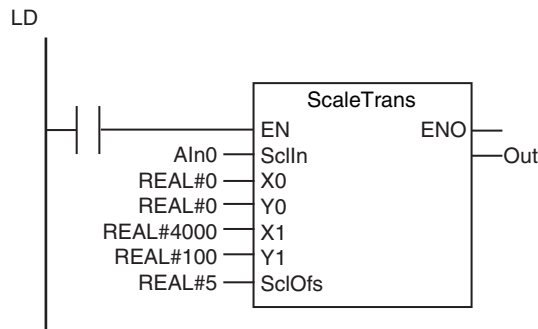 LD
ScaleTrans
EN ENO
AIn0 SclIn Out
REAL#0 X0
REAL#0 Y0
REAL#4000 X1
REAL#100 Y1
REAL#5 SclOfs